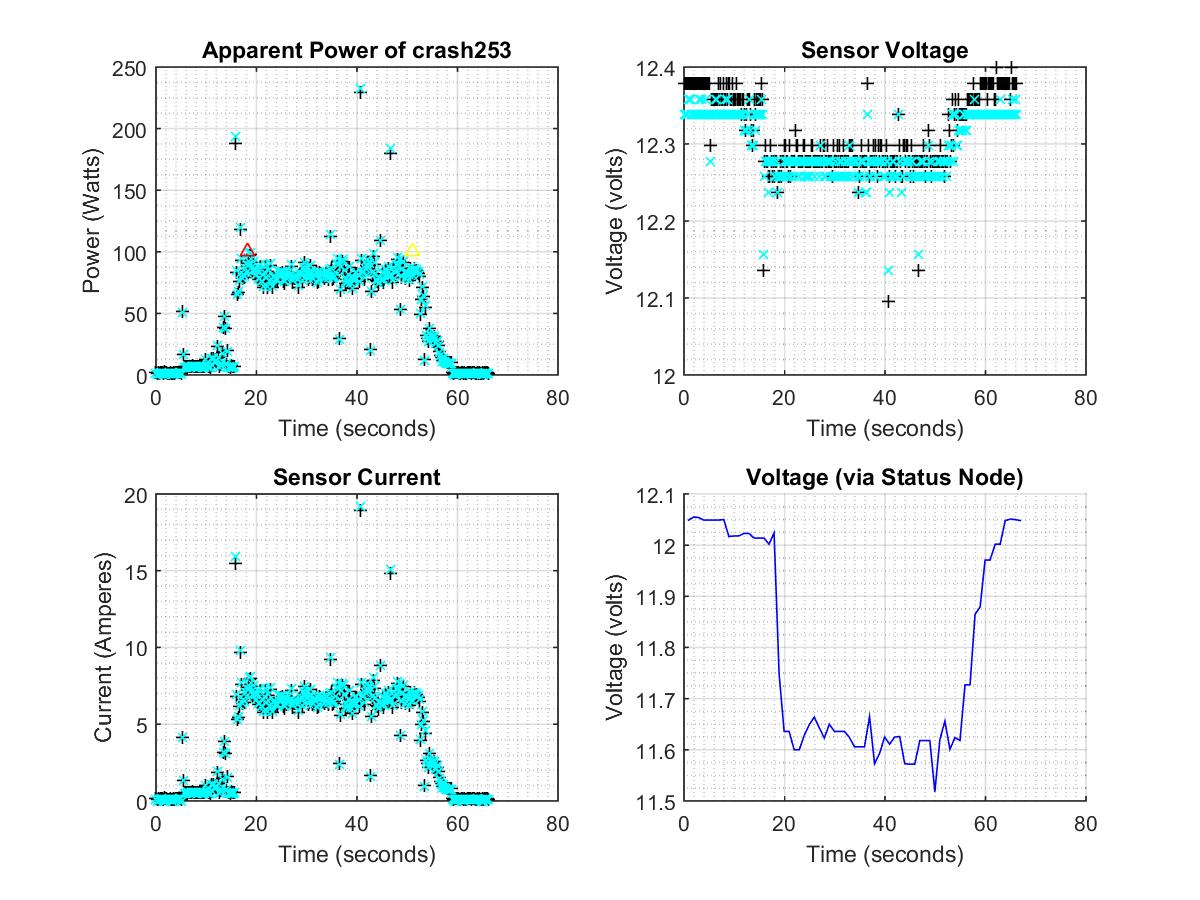 Apparent Power of crash253
250
200
150
100
50
0
Power (Watts)
0 20 40 60 80
Time (seconds)
Sensor Voltage
12.4
12.3
12.2
12.1
12
Voltage (volts)
0 20 40 60 80
Time (seconds)
Sensor Current
20
15
10
5
0
Current (Amperes)
0 20 40 60 80
Time (seconds)
Voltage (via Status Node)
12.1
12
11.9
11.8
11.7
11.6
11.5
Voltage (volts)
0 20 40 60 80
Time (seconds)